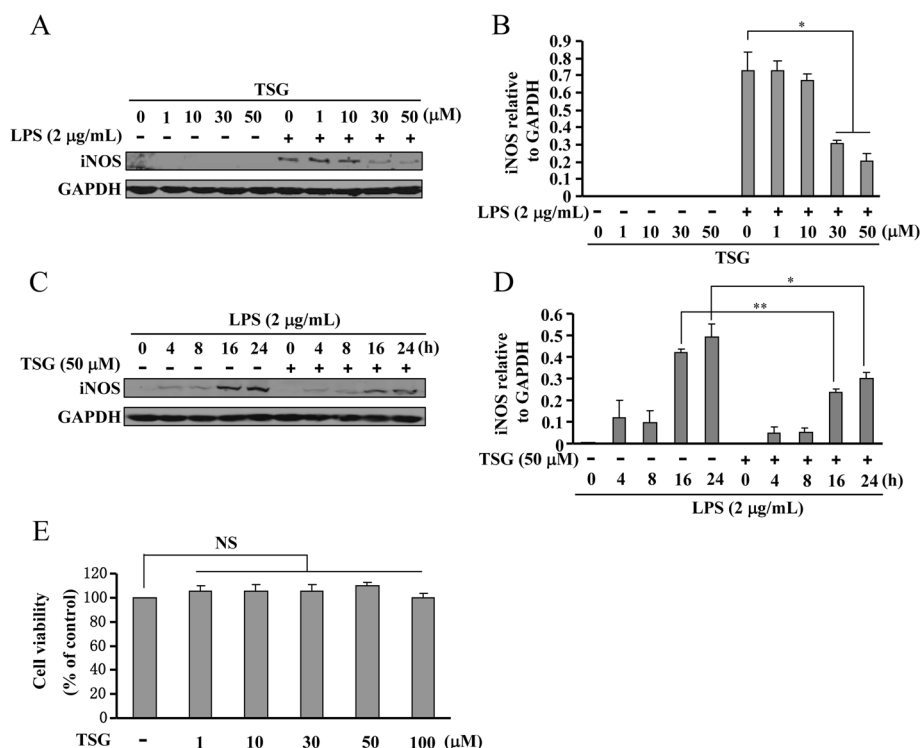 A
TSG
0 1 10 30 50 0 1 10 30 50 (μM)
LPS (2 μg/mL) – – – – – + + + + +
iNOS
GAPDH
B
*
iNOS relative
to GAPDH
0.9
0.8
0.7
0.6
0.5
0.4
0.3
0.2
0.1
0
LPS (2 μg/mL) – – – – – + + + + +
0 1 10 30 50 0 1 10 30 50 (μM)
TSG
C
LPS (2 μg/mL)
0 4 8 16 24 0 4 8 16 24 (h)
TSG (50 μM) – – – – – + + + + +
iNOS
GAPDH
D
*
**
iNOS relative
to GAPDH
0.6
0.5
0.4
0.3
0.2
0.1
0
TSG (50 μM) – – – – – + + + + +
0 4 8 16 24 0 4 8 16 24 (h)
LPS (2 μg/mL)
E
NS
Cell viability
(% of control)
120
100
80
60
40
20
0
TSG – 1 10 30 50 100 (μM)